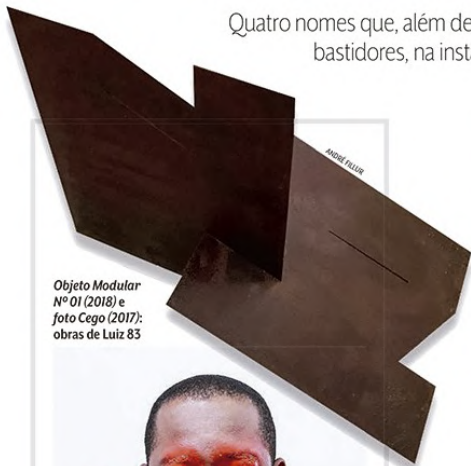 Quatro nomes que, além de
bastidores, na inst
ANDRÉ FILLUR
Objeto Modular
Nº 01 (2018) e
foto Cego (2017):
obras de Luiz 83